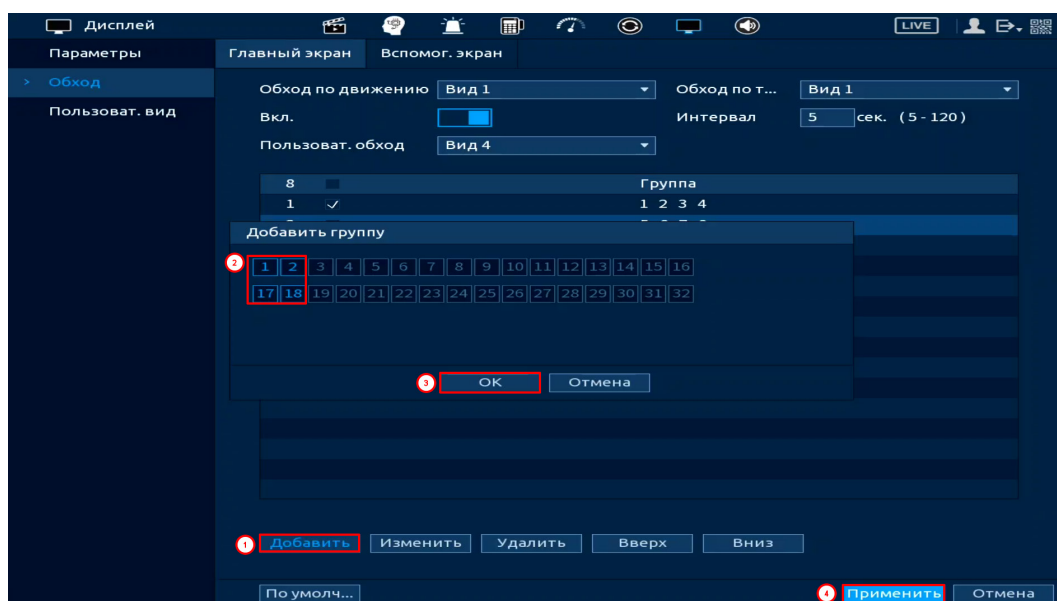 Дисплей LIVE
Параметры
Обход
Пользоват. вид
Главный экран Вспомог. экран
Обход по движению Вид 1 Обход по т... Вид 1
Вкл. Интервал 5 сек. (5 - 120)
Пользоват. обход Вид 4
8 Группа
1 1 2 3 4
Добавить группу
2 1 2 3 4 5 6 7 8 9 10 11 12 13 14 15 16
17 18 19 20 21 22 23 24 25 26 27 28 29 30 31 32
3 OK Отмена
1 Добавить Изменить Удалить Вверх Вниз
По умолч... 4 Применить Отмена